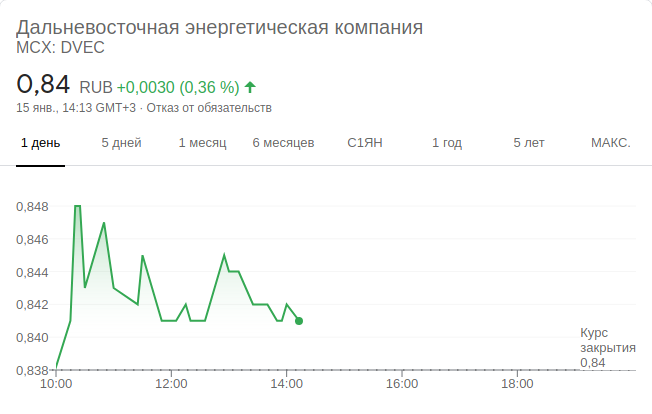 Дальневосточная энергетическая компания
MCX: DVEC
0,84 RUB +0,0030 (0,36 %)
15 янв., 14:13 GMT+3 · Отказ от обязательств
1 день 5 дней 1 месяц 6 месяцев С1ЯН 1 год 5 лет МАКС.
0,848
0,846
0,844
0,842
0,840
0,838
Курс
закрытия
0,84
10:00 12:00 14:00 16:00 18:00